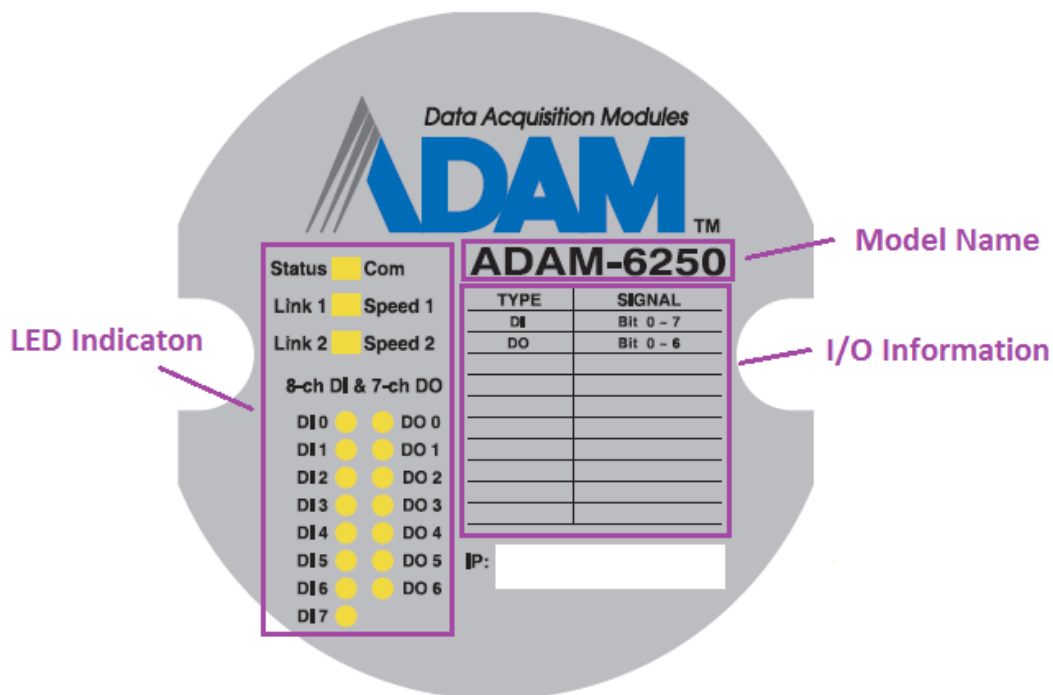 Data Acquisition Modules
ADAM
TM
ADAM-6250
Model Name
Status Com
Link 1 Speed 1
Link 2 Speed 2
LED Indicaton
8-ch DI & 7-ch DO
DI 0 DO 0
DI 1 DO 1
DI 2 DO 2
DI 3 DO 3
DI 4 DO 4
DI 5 DO 5
DI 6 DO 6
DI 7
TYPE SIGNAL
DI Bit 0 ~ 7
DO Bit 0 ~ 6
I/O Information
IP: